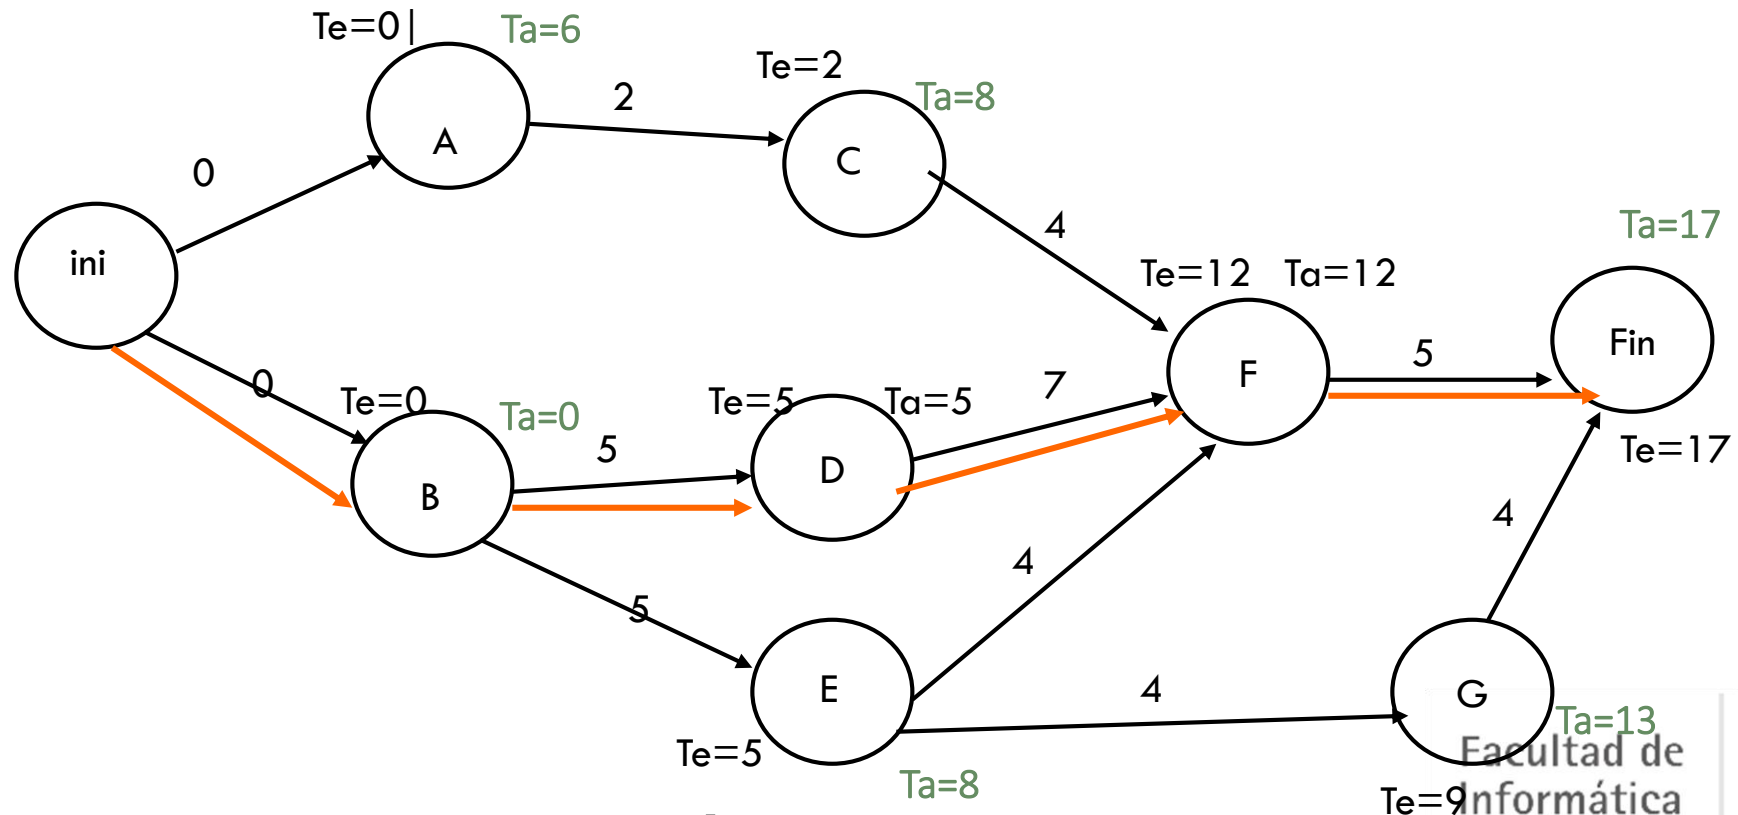 Te=0|
Ta=6
Te=2
2
Ta=8
A
C
0
4
Ta=17
ini
Te=12
Ta=12
Fin
5
F
0
Te=0
Ta=0
Te=5
Ta=5
7
5
D
Te=17
B
4
4
5
E
4
G
Ta=13
Te=5
Facultad de
Ta=8
Te=9
Informática